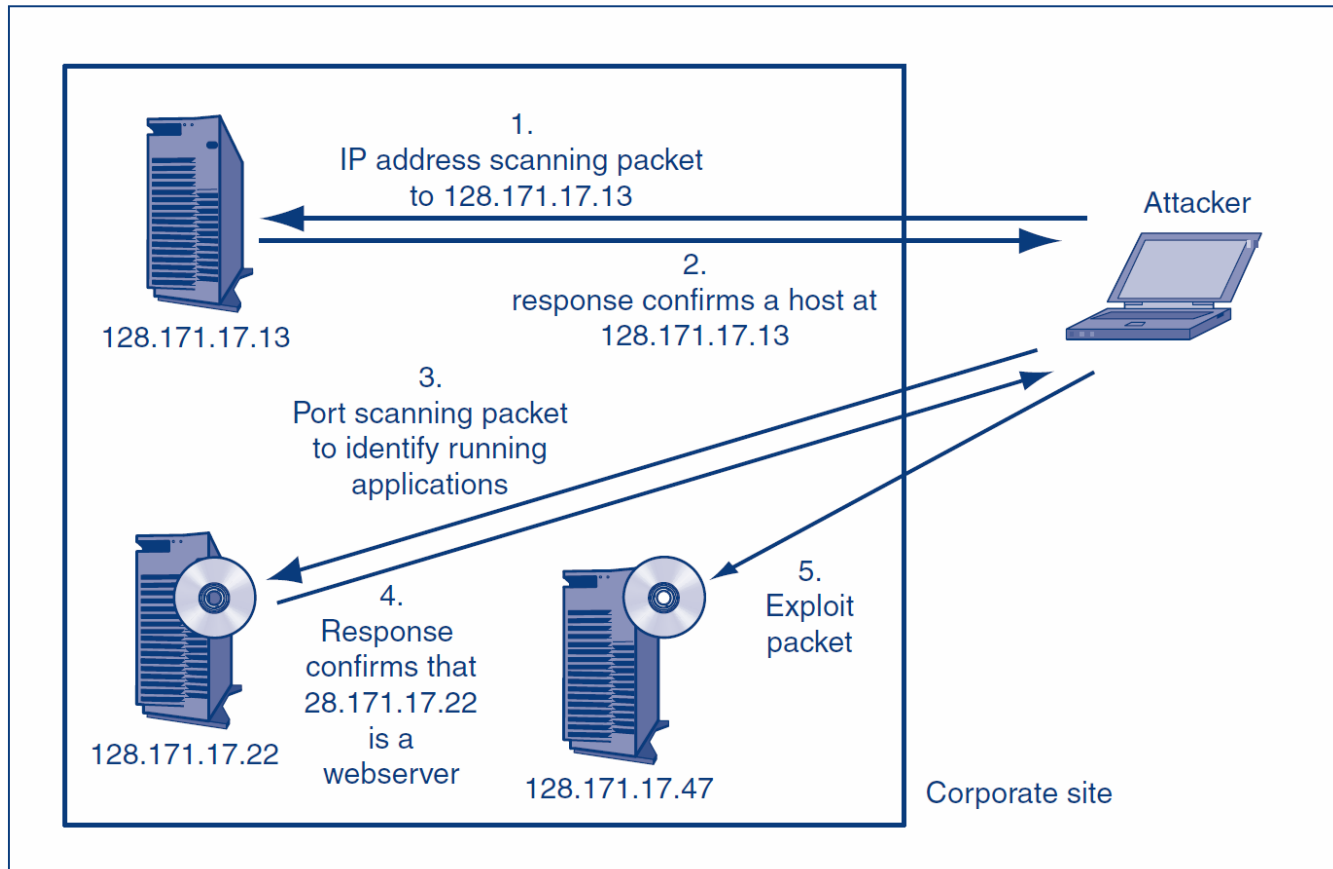 1.
IP address scanning packet
to 128.171.17.13
Attacker
2.
response confirms a host at
128.171.17.13
128.171.17.13
3.
Port scanning packet
to identify running
applications
4.
Response
confirms that
28.171.17.22
is a
webserver
128.171.17.22
5.
Exploit
packet
128.171.17.47
Corporate site